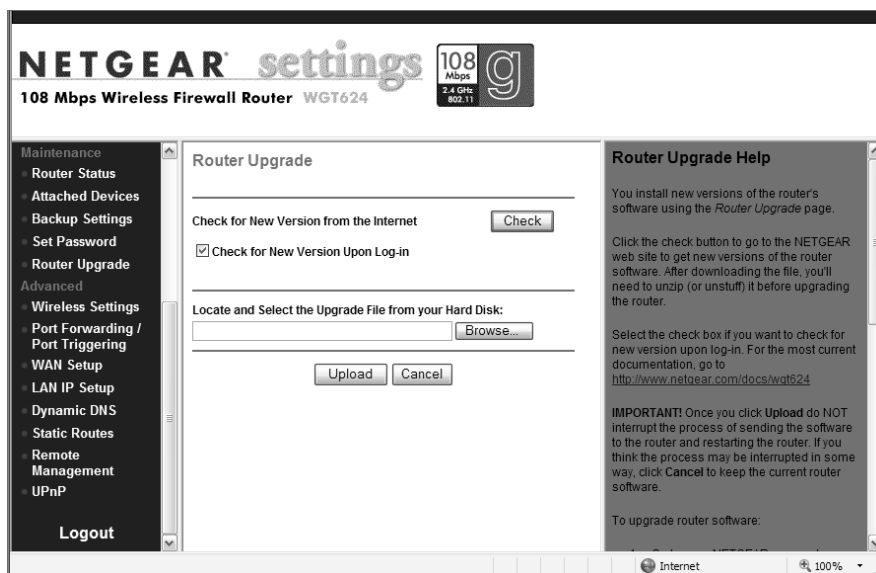 NETGEAR settings
108 Mbps 2.4 GHz 802.11 g
108 Mbps Wireless Firewall Router WGT624
Maintenance
Router Status
Attached Devices
Backup Settings
Set Password
Router Upgrade
Advanced
Wireless Settings
Port Forwarding /
Port Triggering
WAN Setup
LAN IP Setup
Dynamic DNS
Static Routes
Remote
Management
UPnP
Logout
Router Upgrade
Check for New Version from the Internet Check
Check for New Version Upon Log-in
Locate and Select the Upgrade File from your Hard Disk:
Browse...
Upload Cancel
Router Upgrade Help
You install new versions of the router's
software using the Router Upgrade page.
Click the check button to go to the NETGEAR
web site to get new versions of the router
software. After downloading the file, you'll
need to unzip (or unstuff) it before upgrading
the router.
Select the check box if you want to check for
new version upon log-in. For the most current
documentation, go to
http://www.netgear.com/docs/wgt624
IMPORTANT! Once you click Upload do NOT
interrupt the process of sending the software
to the router and restarting the router. If you
think the process may be interrupted in some
way, click Cancel to keep the current router
software.
To upgrade router software:
Internet 100%